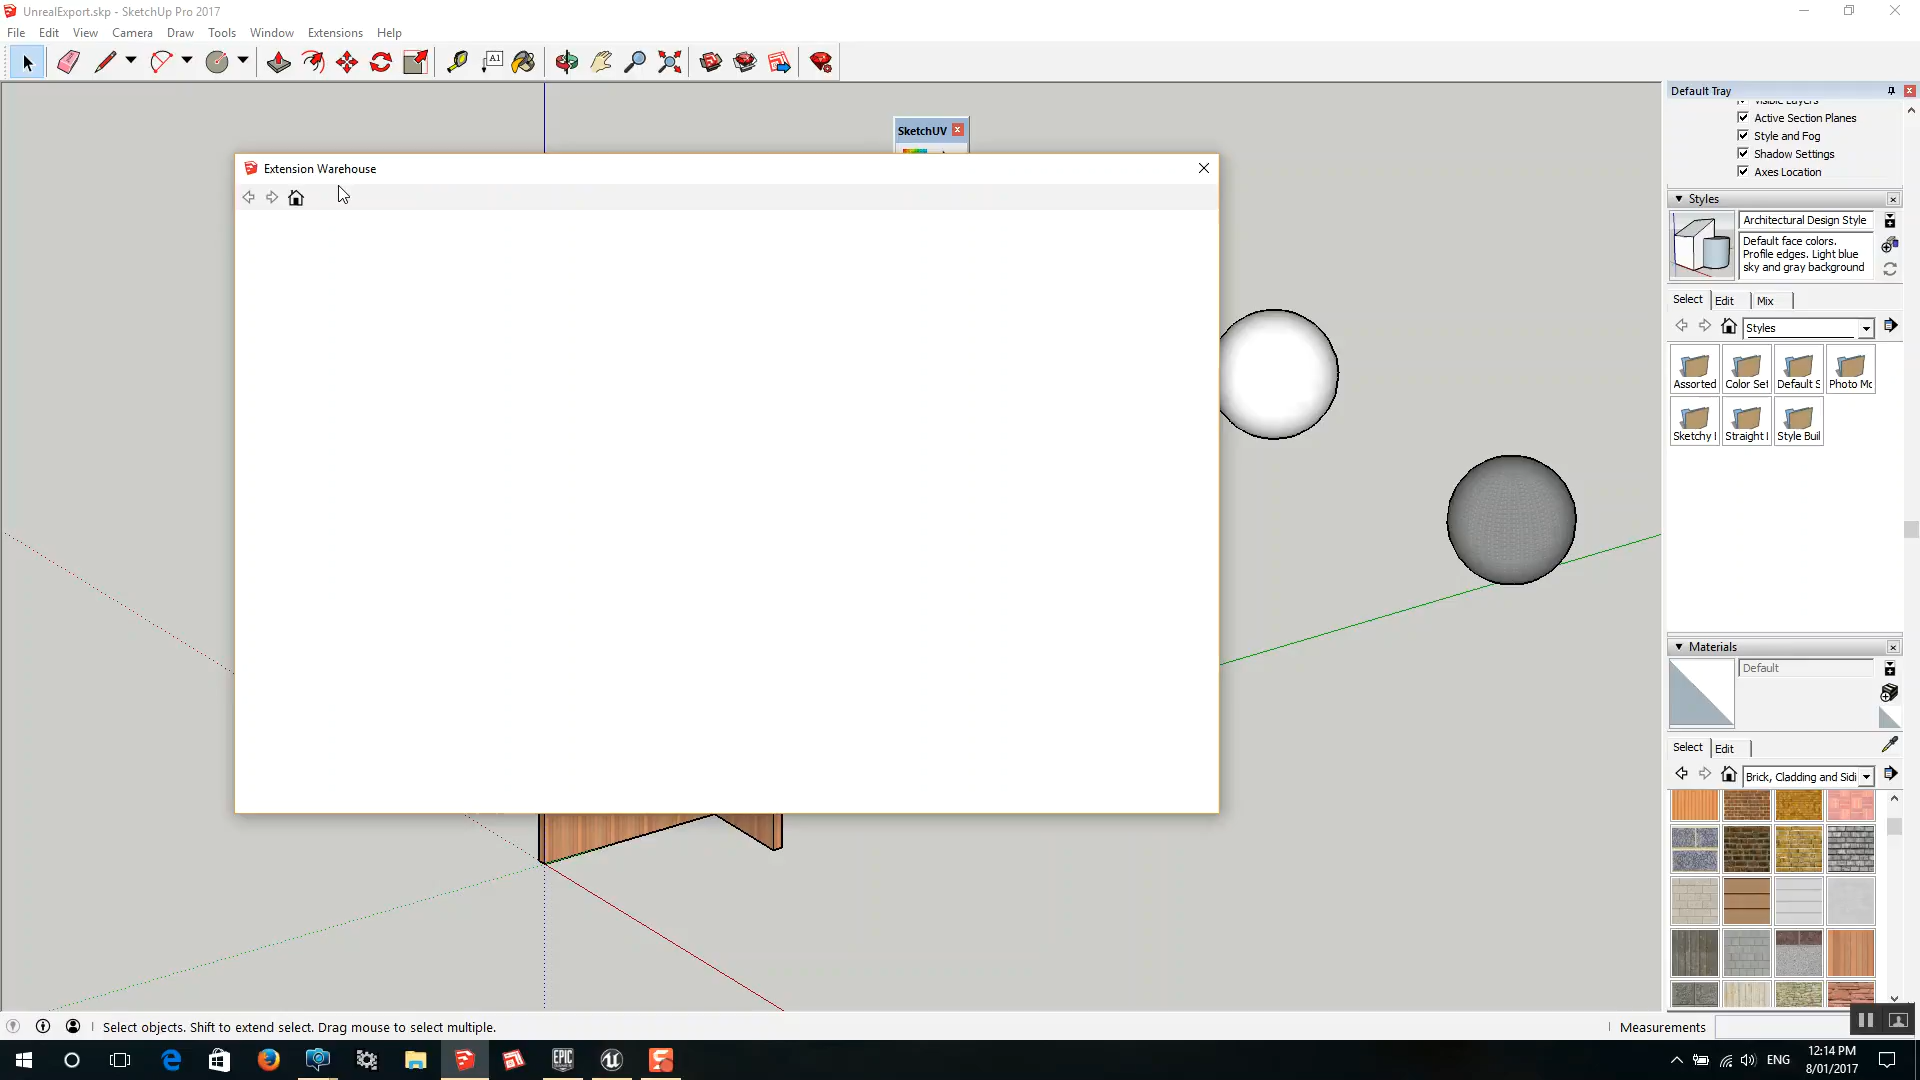 UnrealExport.skp - SketchUp Pro 2017
File Edit View Camera Draw Tools Window Extensions Help
A1
Default Tray
Visible Layers
Active Section Planes
Style and Fog
Shadow Settings
Axes Location
SketchUV
Extension Warehouse
Styles
Architectural Design Style
Default face colors.
Profile edges. Light blue
sky and gray background
Select Edit Mix
Styles
Assorted Color Set Default S Photo Mo
Sketchy I Straight I Style Buil
Materials
Default
Select Edit
Brick, Cladding and Sidi
Select objects. Shift to extend select. Drag mouse to select multiple.
Measurements
EPIC
ENG
12:14 PM
8/01/2017